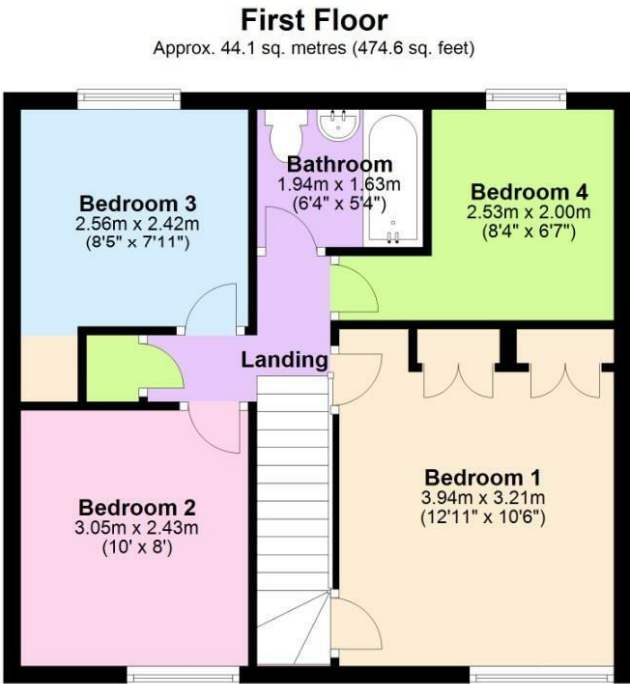 First Floor
Approx. 44.1 sq. metres (474.6 sq. feet)
Bedroom 3
2.56m x 2.42m
(8'5" x 7'11")
Bathroom
1.94m x 1.63m
(6'4" x 5'4")
Bedroom 4
2.53m x 2.00m
(8'4" x 6'7")
Landing
Bedroom 2
3.05m x 2.43m
(10' x 8')
Bedroom 1
3.94m x 3.21m
(12'11" x 10'6")